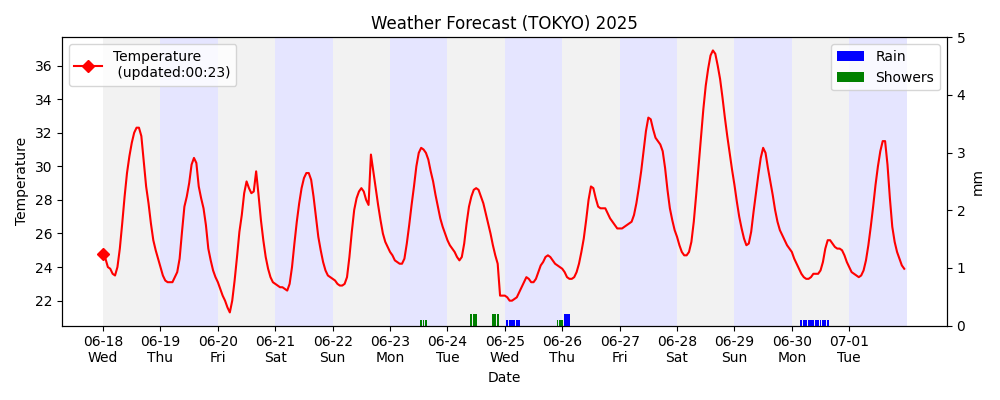 Weather Forecast (TOKYO) 2025
Temperature
(updated:00:23)
Rain
Showers
36
34
32
30
28
26
24
22
Temperature
5
4
3
2
1
0
mm
06-18 06-19 06-20 06-21 06-22 06-23 06-24 06-25 06-26 06-27 06-28 06-29 06-30 07-01
Wed Thu Fri Sat Sun Mon Tue Wed Thu Fri Sat Sun Mon Tue
Date